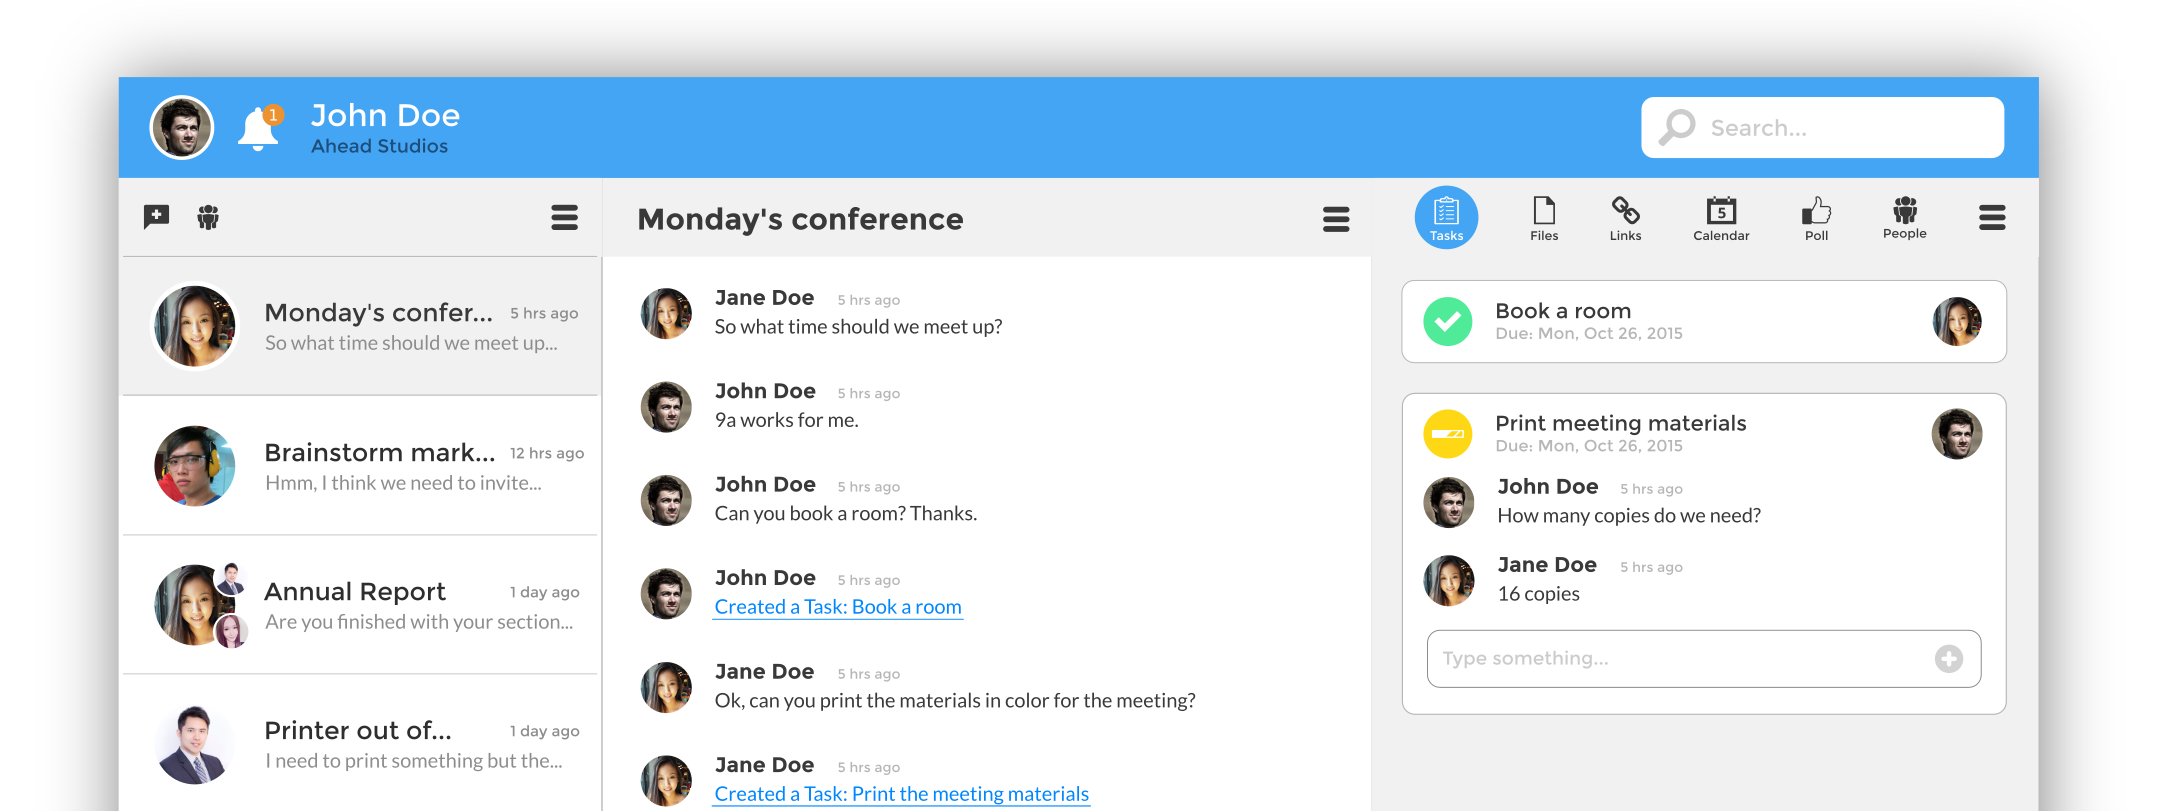 1
John Doe
Ahead Studios
Search...
Monday's confer... 5 hrs ago
So what time should we meet up...
Brainstorm mark... 12 hrs ago
Hmm, I think we need to invite...
Annual Report 1 day ago
Are you finished with your section...
Printer out of... 1 day ago
I need to print something but the...
Monday's conference
Jane Doe 5 hrs ago
So what time should we meet up?
John Doe 5 hrs ago
9a works for me.
John Doe 5 hrs ago
Can you book a room? Thanks.
John Doe 5 hrs ago
Created a Task: Book a room
Jane Doe 5 hrs ago
Ok, can you print the materials in color for the meeting?
Jane Doe 5 hrs ago
Created a Task: Print the meeting materials
5
Tasks Files Links Calendar Poll People
Book a room
Due: Mon, Oct 26, 2015
Print meeting materials
Due: Mon, Oct 26, 2015
John Doe 5 hrs ago
How many copies do we need?
Jane Doe 5 hrs ago
16 copies
Type something...